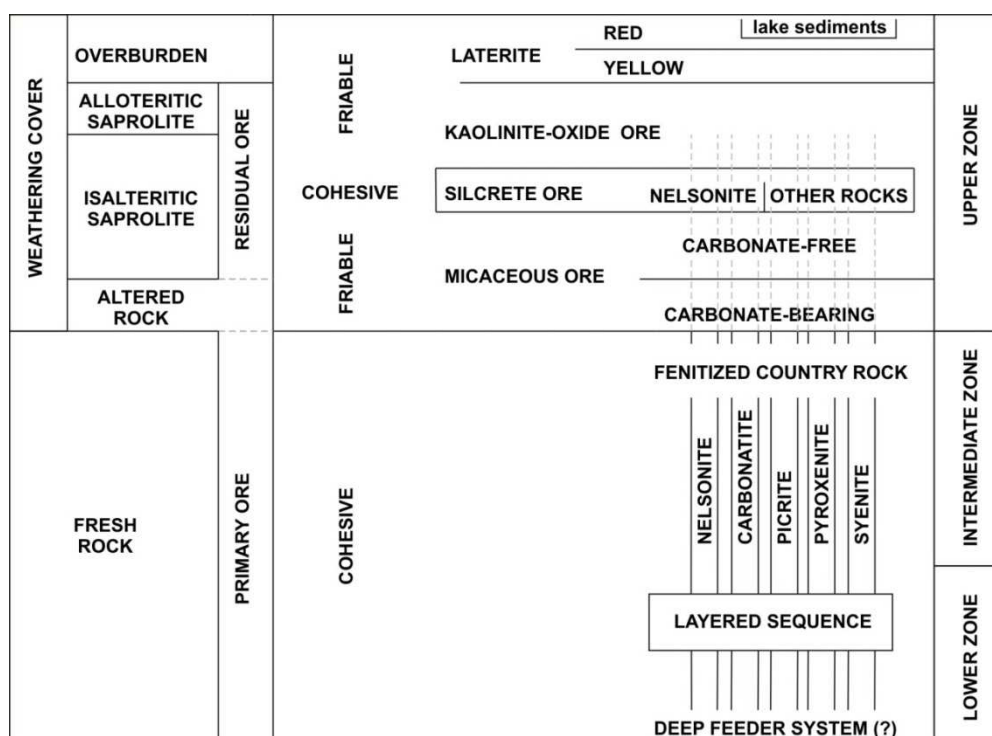 WEATHERING COVER
OVERBURDEN
ALLOTERITIC
SAPROLITE
ISALTERITIC
SAPROLITE
ALTERED
ROCK
FRESH
ROCK
RESIDUAL ORE
PRIMARY ORE
FRIABLE
COHESIVE
FRIABLE
COHESIVE
LATERITE
RED
lake sediments
YELLOW
KAOLINITE-OXIDE ORE
SILCRETE ORE
NELSONITE
OTHER ROCKS
CARBONATE-FREE
MICACEOUS ORE
CARBONATE-BEARING
FENITIZED COUNTRY ROCK
NELSONITE
CARBONATITE
PICRITE
PYROXENITE
SYENITE
LAYERED SEQUENCE
DEEP FEEDER SYSTEM (?)
UPPER ZONE
INTERMEDIATE ZONE
LOWER ZONE